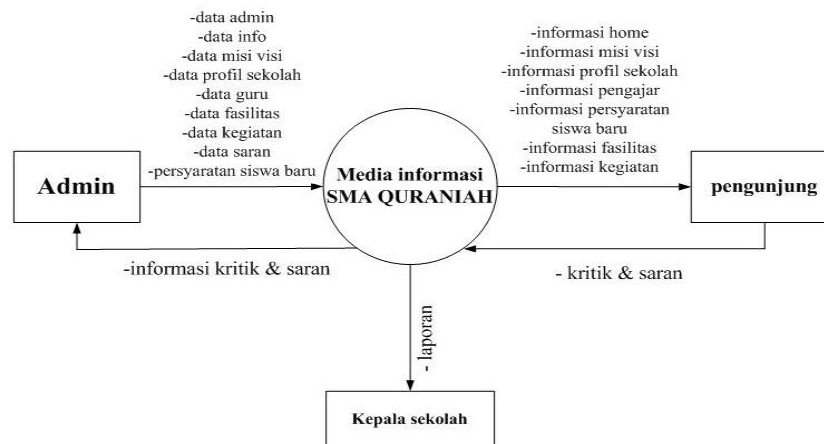 -data admin
-data info
-data misi visi
-data profil sekolah
-data guru
-data fasilitas
-data kegiatan
-data saran
-persyaratan siswa baru
-informasi home
-informasi misi visi
-informasi profil sekolah
-informasi pengajar
-informasi persyaratan
siswa baru
-informasi fasilitas
-informasi kegiatan
Admin
Media informasi
SMA QURANIAH
pengunjung
-informasi kritik & saran
- kritik & saran
- laporan
Kepala sekolah